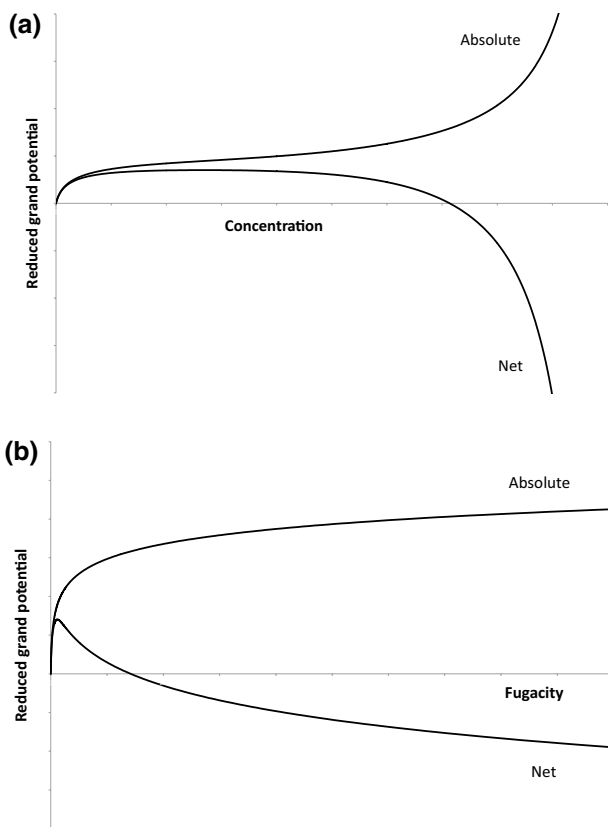 (a)
Absolute
Reduced grand potential
Concentration
Net
(b)
Absolute
Reduced grand potential
Fugacity
Net